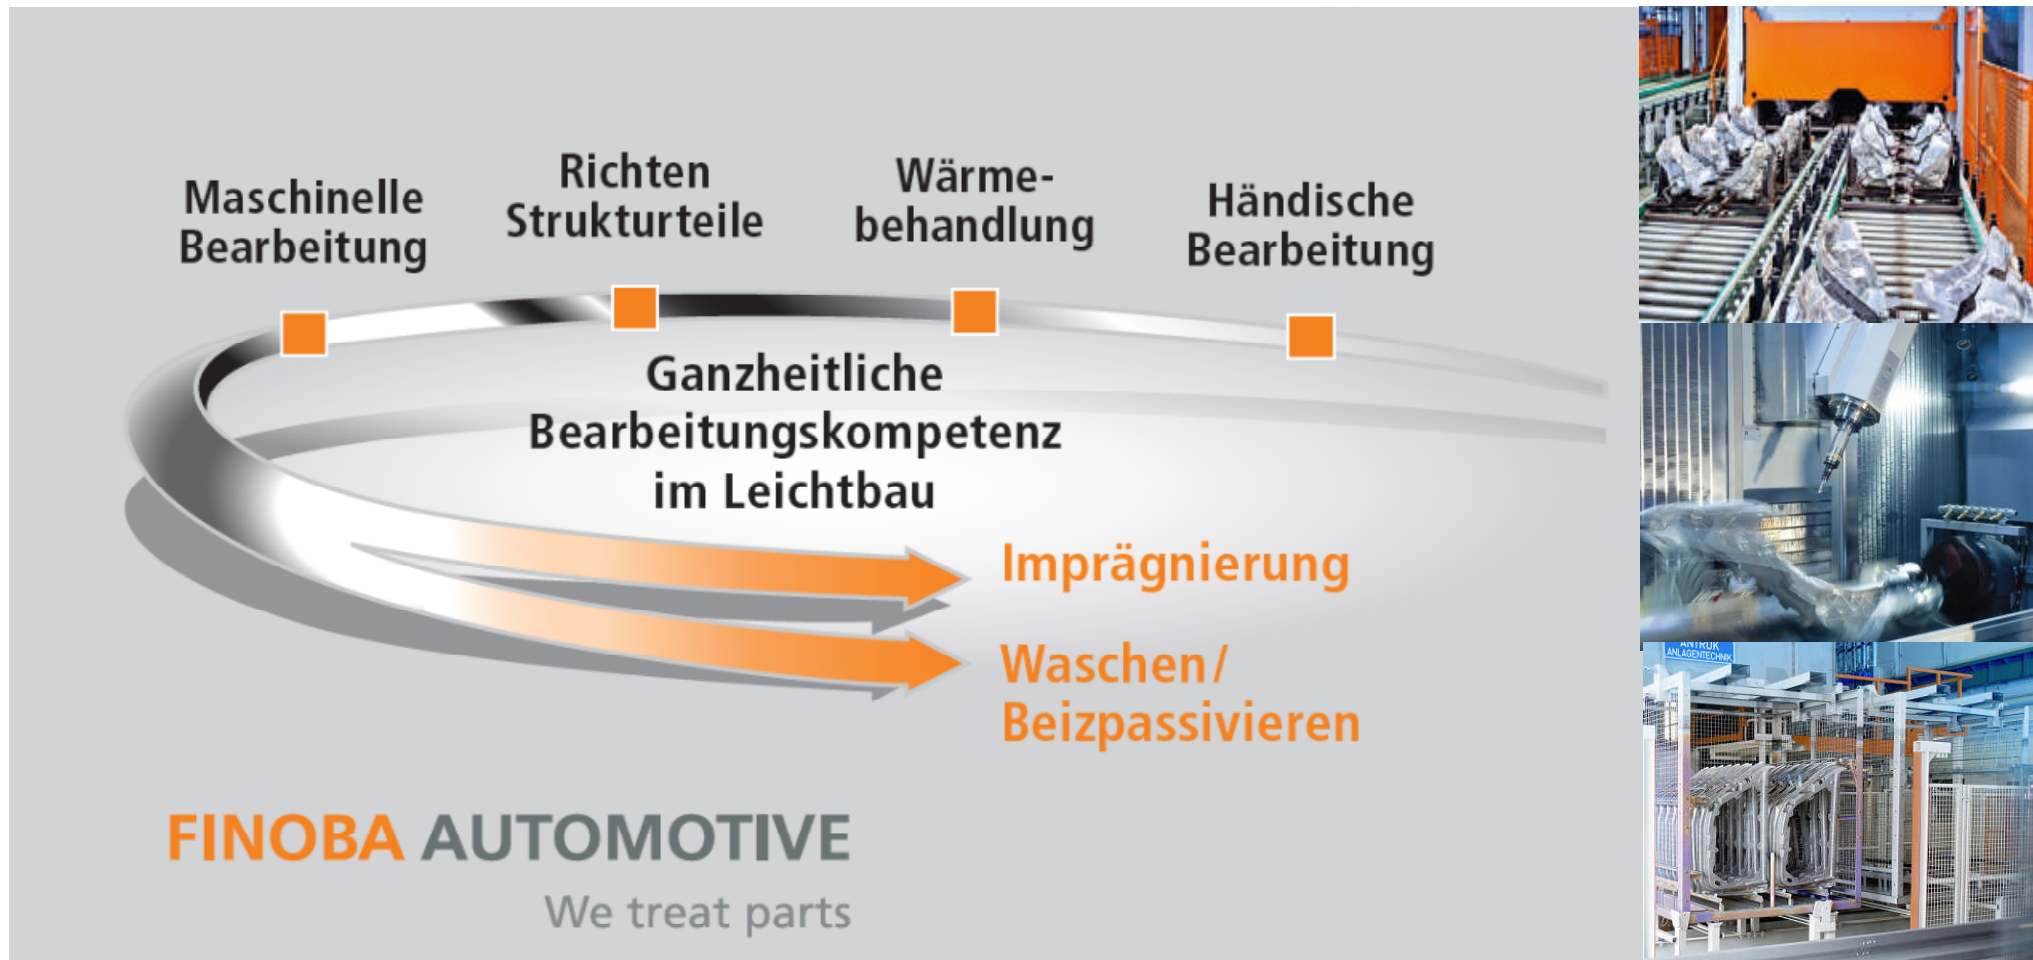 Maschinelle
Bearbeitung
Richten
Strukturteile
Wärme-
behandlung
Händische
Bearbeitung
Ganzheitliche
Bearbeitungskompetenz
im Leichtbau
Imprägnierung
Waschen/
Beizpassivieren
FINOBA AUTOMOTIVE
We treat parts
ANLAGENTECHNIK